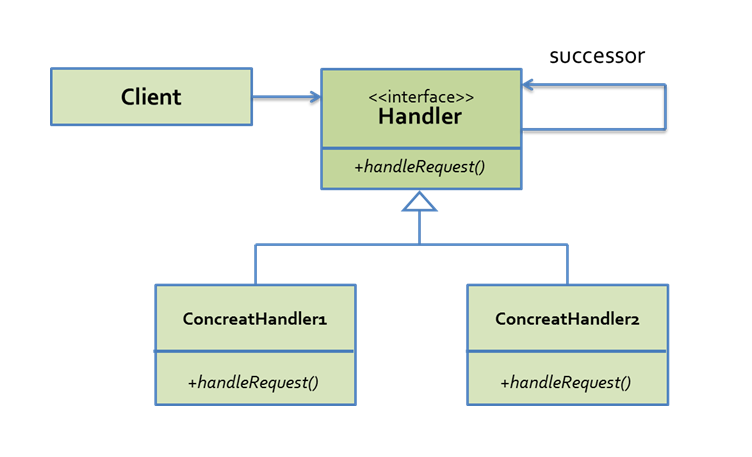 successor
Client
<<interface>>
Handler
+handleRequest()
ConcreatHandler1
ConcreatHandler2
+handleRequest()
+handleRequest()